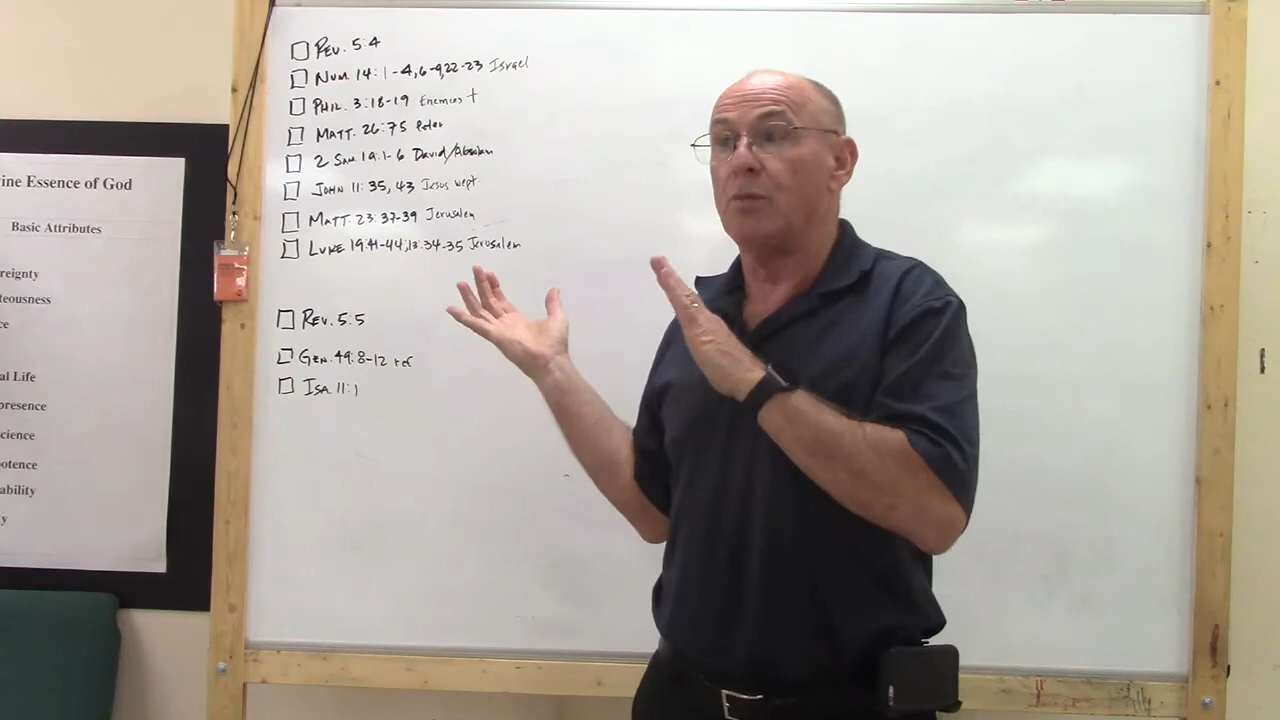 Rev. 5:4
Num. 14:1-4,6-9,22-23 Israel
Phil. 3:18-19 Enemies +
Matt. 26:75 Peter
2 Sam. 19:1-6 David/Absalom
John 11:35, 43 Jesus wept
Matt. 23:37-39 Jerusalem
Luke 19:41-44,13:34-35 Jerusalem
Rev. 5:5
Gen. 49:8-12 ref
Isa. 11:1
ine Essence of God
Basic Attributes
reignty
teousness
ce
al Life
presence
cience
potence
ability
y